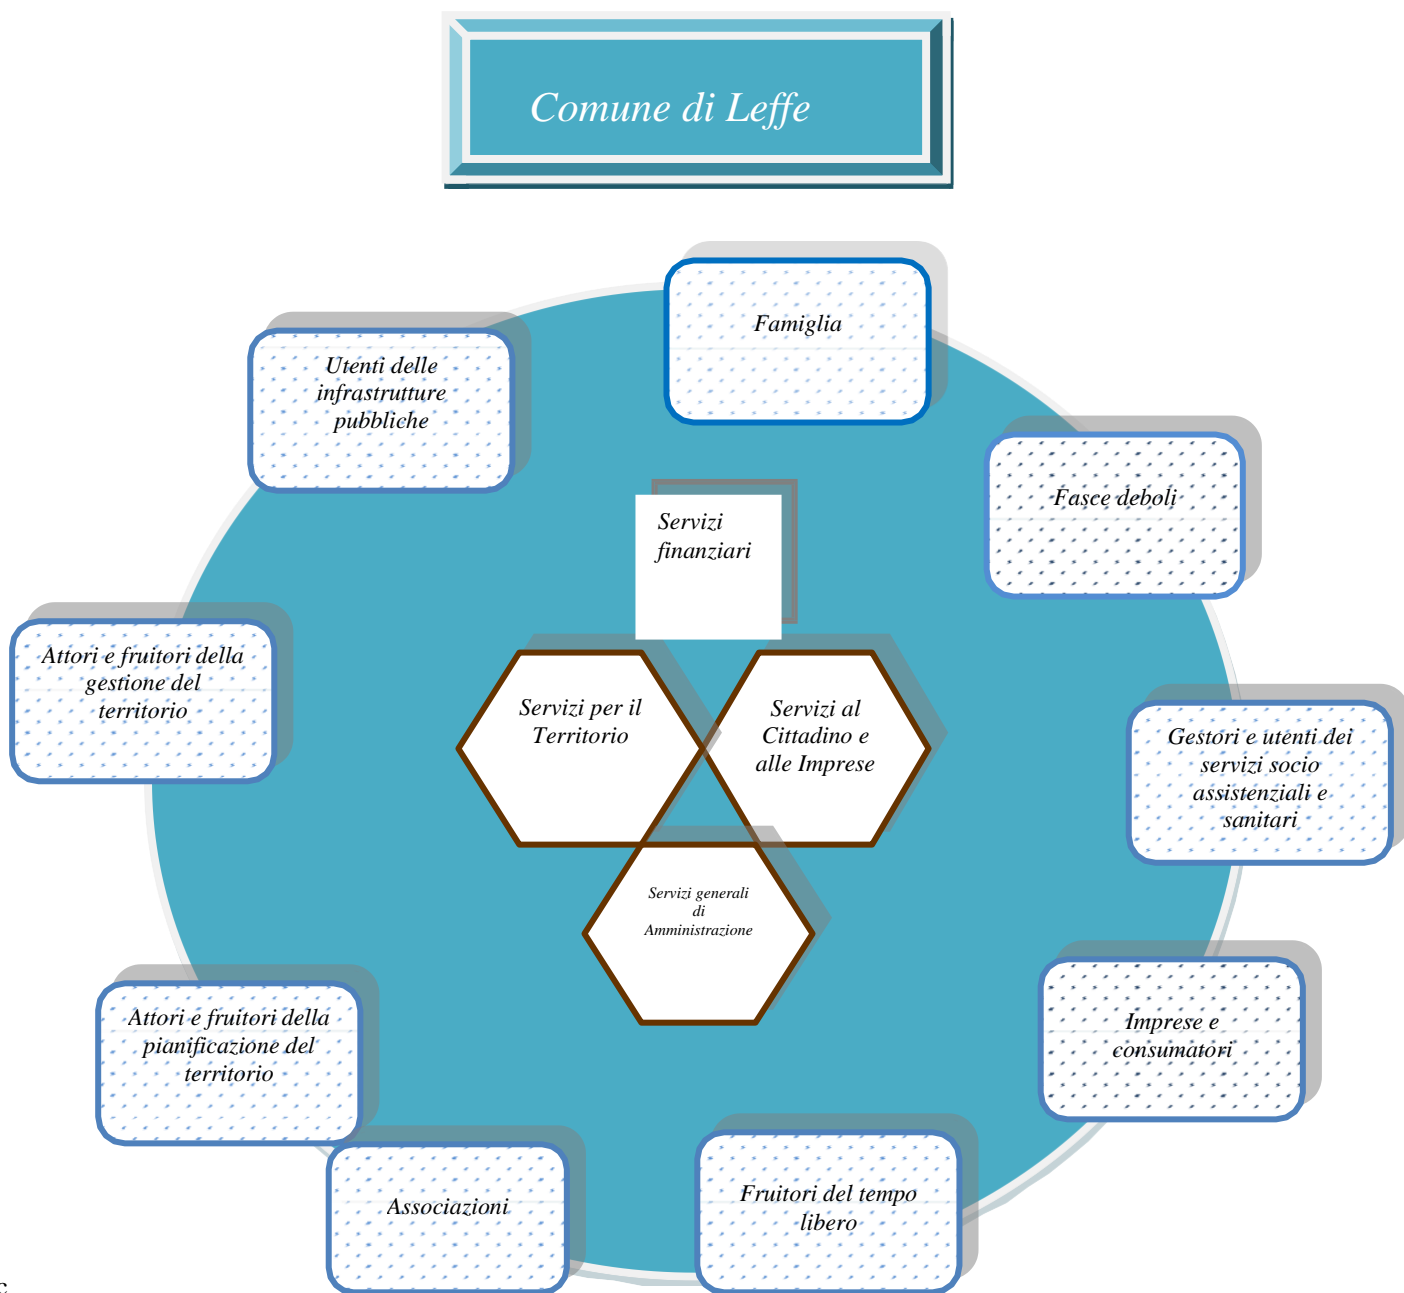 Comune di Leffe
Famiglia
Utenti delle
infrastrutture
pubbliche
Fasce deboli
Servizi
finanziari
Attori e fruitori della
gestione del
territorio
Servizi per il
Territorio
Servizi al
Cittadino e
alle Imprese
Gestori e utenti dei
servizi socio
assistenziali e
sanitari
Servizi generali
di
Amministrazione
Attori e fruitori della
pianificazione del
territorio
Imprese e
consumatori
Associazioni
Fruitori del tempo
libero